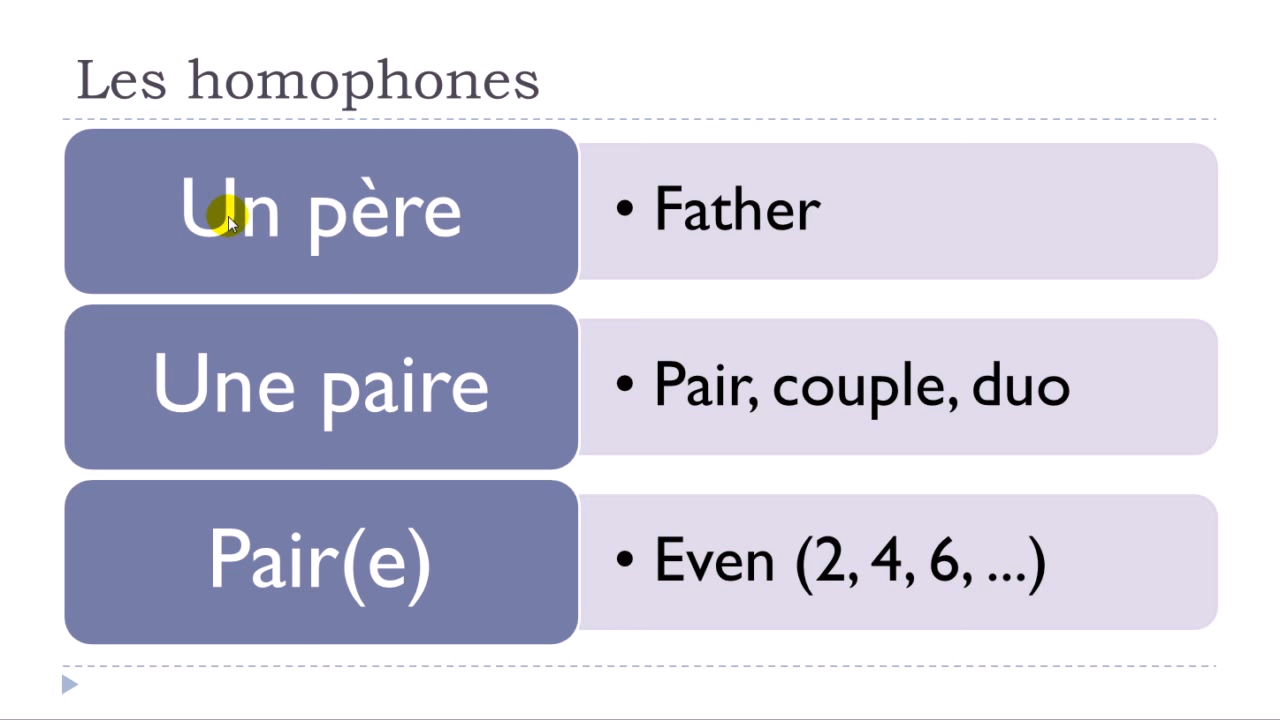 Les homophones
Un père
• Father
Une paire
• Pair, couple, duo
Pair(e)
• Even (2, 4, 6, ...)